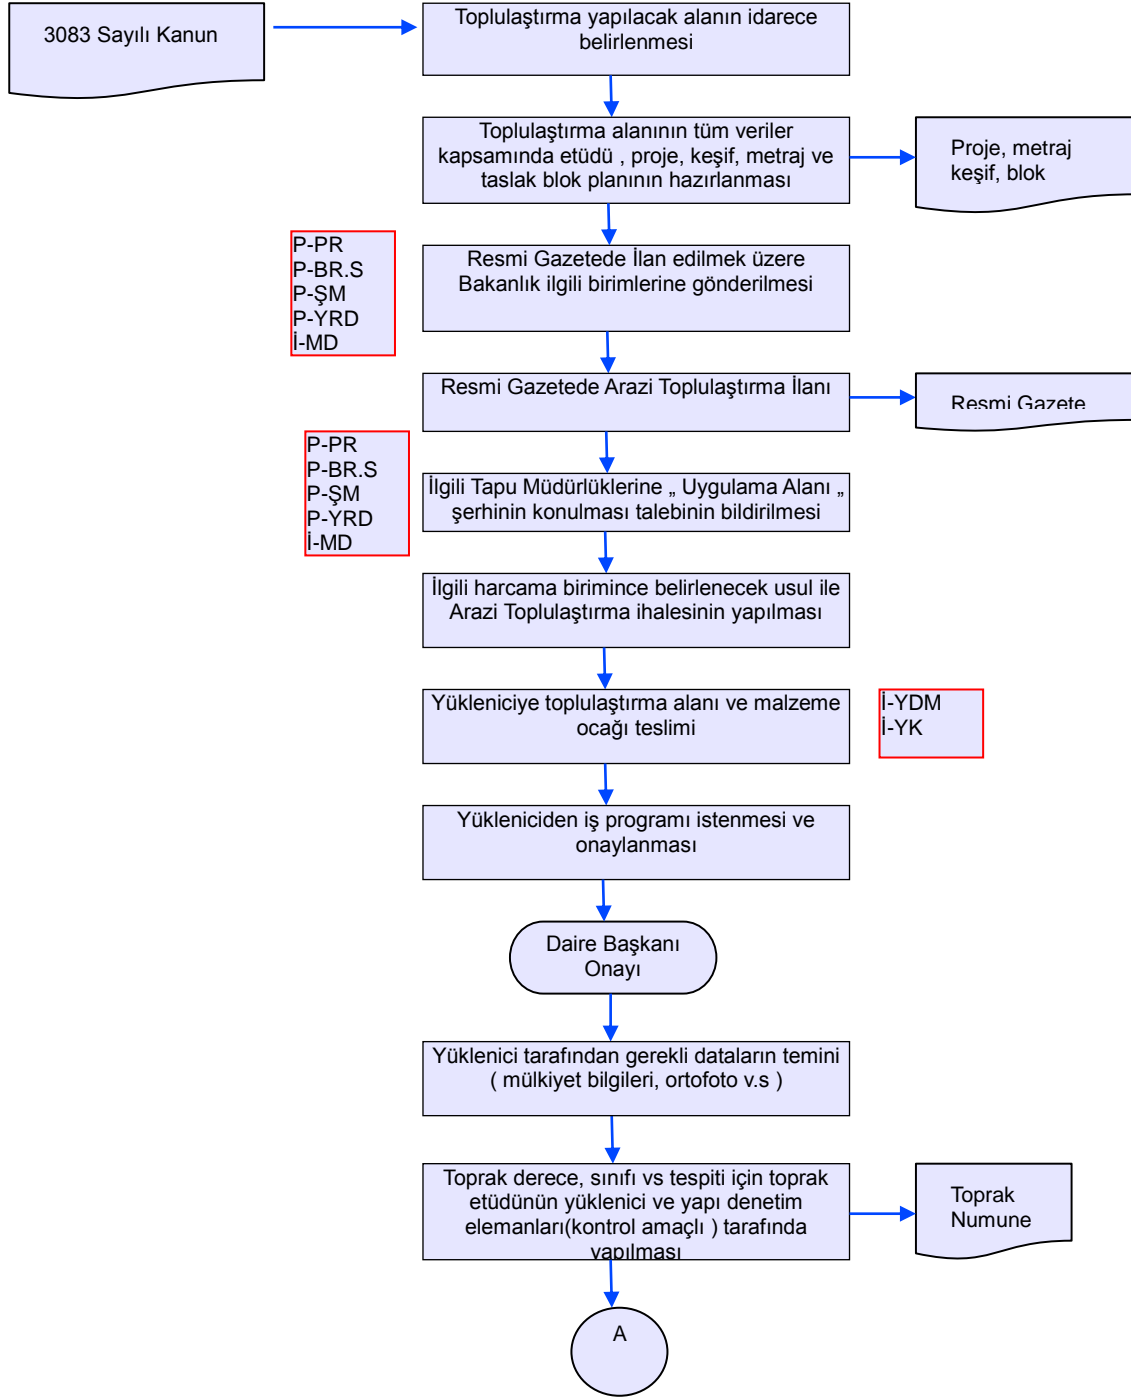 3083 Sayılı Kanun
Toplulaştırma yapılacak alanın idarece
belirlenmesi
Toplulaştırma alanının tüm veriler
kapsamında etüdü , proje, keşif, metraj ve
taslak blok planının hazırlanması
Proje, metraj
keşif, blok
P-PR
P-BR.S
P-ŞM
P-YRD
İ-MD
Resmi Gazetede İlan edilmek üzere
Bakanlık ilgili birimlerine gönderilmesi
Resmi Gazetede Arazi Toplulaştırma İlanı
Resmi Gazete
P-PR
P-BR.S
P-ŞM
P-YRD
İ-MD
İlgili Tapu Müdürlüklerine „ Uygulama Alanı „
şerhinin konulması talebinin bildirilmesi
İlgili harcama birimince belirlenecek usul ile
Arazi Toplulaştırma ihalesinin yapılması
Yükleniciye toplulaştırma alanı ve malzeme
ocağı teslimi
İ-YDM
İ-YK
Yükleniciden iş programı istenmesi ve
onaylanması
Daire Başkanı
Onayı
Yüklenici tarafından gerekli dataların temini
( mülkiyet bilgileri, ortofoto v.s )
Toprak derece, sınıfı vs tespiti için toprak
etüdünün yüklenici ve yapı denetim
elemanları(kontrol amaçlı ) tarafında
yapılması
Toprak
Numune
A